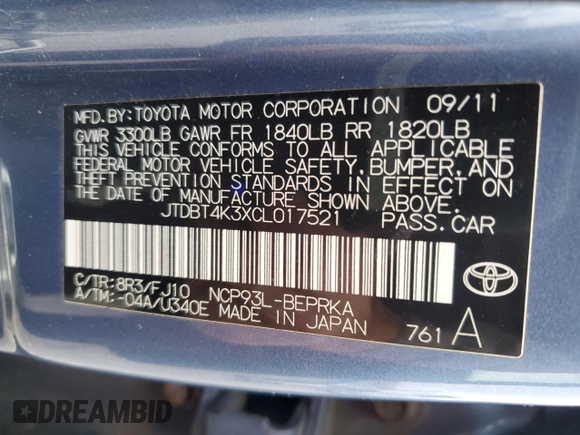 MFD.BY:TOYOTA MOTOR CORPORATION 09/11
GVWR 3300LB GAWR FR 1840LB RR 1820LB
THIS VEHICLE CONFORMS TO ALL APPLICABLE
FEDERAL MOTOR VEHICLE SAFETY,BUMPER,AND
THEFT PREVENTION STANDARDS IN EFFECT ON
THE DATE OF MANUFACTURE SHOWN ABOVE.
JTDBT4K3XCL017521 PASS.CAR
C/TR:8R3/FJ10 NCP93L-BEPRKA
A/TM:-04A/U340E MADE IN JAPAN
761 A
DREAMBID